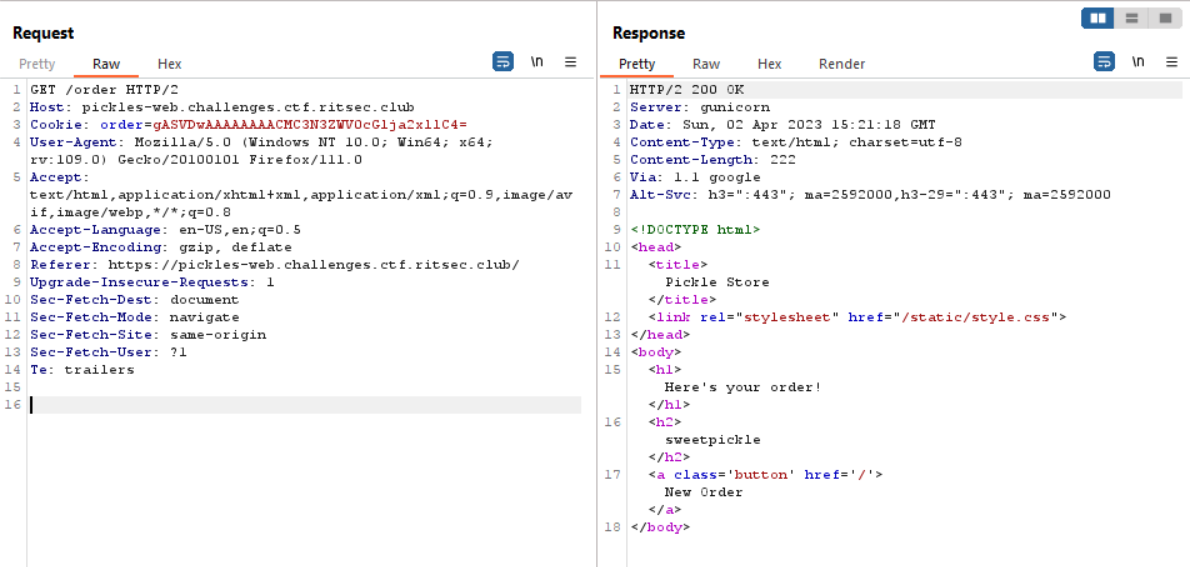 Request
Pretty Raw Hex \n
1 GET /order HTTP/2
2 Host: pickles-web.challenges.ctf.ritsec.club
3 Cookie: order=gASVDwAAAAAAAACMC3N3ZWV0cGlja2xllC4=
4 User-Agent: Mozilla/5.0 (Windows NT 10.0; Win64; x64;
rv:109.0) Gecko/20100101 Firefox/111.0
5 Accept:
text/html,application/xhtml+xml,application/xml;q=0.9,image/av
if,image/webp,*/*;q=0.8
6 Accept-Language: en-US,en;q=0.5
7 Accept-Encoding: gzip, deflate
8 Referer: https://pickles-web.challenges.ctf.ritsec.club/
9 Upgrade-Insecure-Requests: 1
10 Sec-Fetch-Dest: document
11 Sec-Fetch-Mode: navigate
12 Sec-Fetch-Site: same-origin
13 Sec-Fetch-User: ?1
14 Te: trailers
15
16
Response
Pretty Raw Hex Render \n
1 HTTP/2 200 OK
2 Server: gunicorn
3 Date: Sun, 02 Apr 2023 15:21:18 GMT
4 Content-Type: text/html; charset=utf-8
5 Content-Length: 222
6 Via: 1.1 google
7 Alt-Svc: h3=":443"; ma=2592000,h3-29=":443"; ma=2592000
8
9 <!DOCTYPE html>
10 <head>
11 <title>
Pickle Store
</title>
12 <link rel="stylesheet" href="/static/style.css">
13 </head>
14 <body>
15 <h1>
Here's your order!
</h1>
16 <h2>
sweetpickle
</h2>
17 <a class='button' href='/'>
New Order
</a>
18 </body>